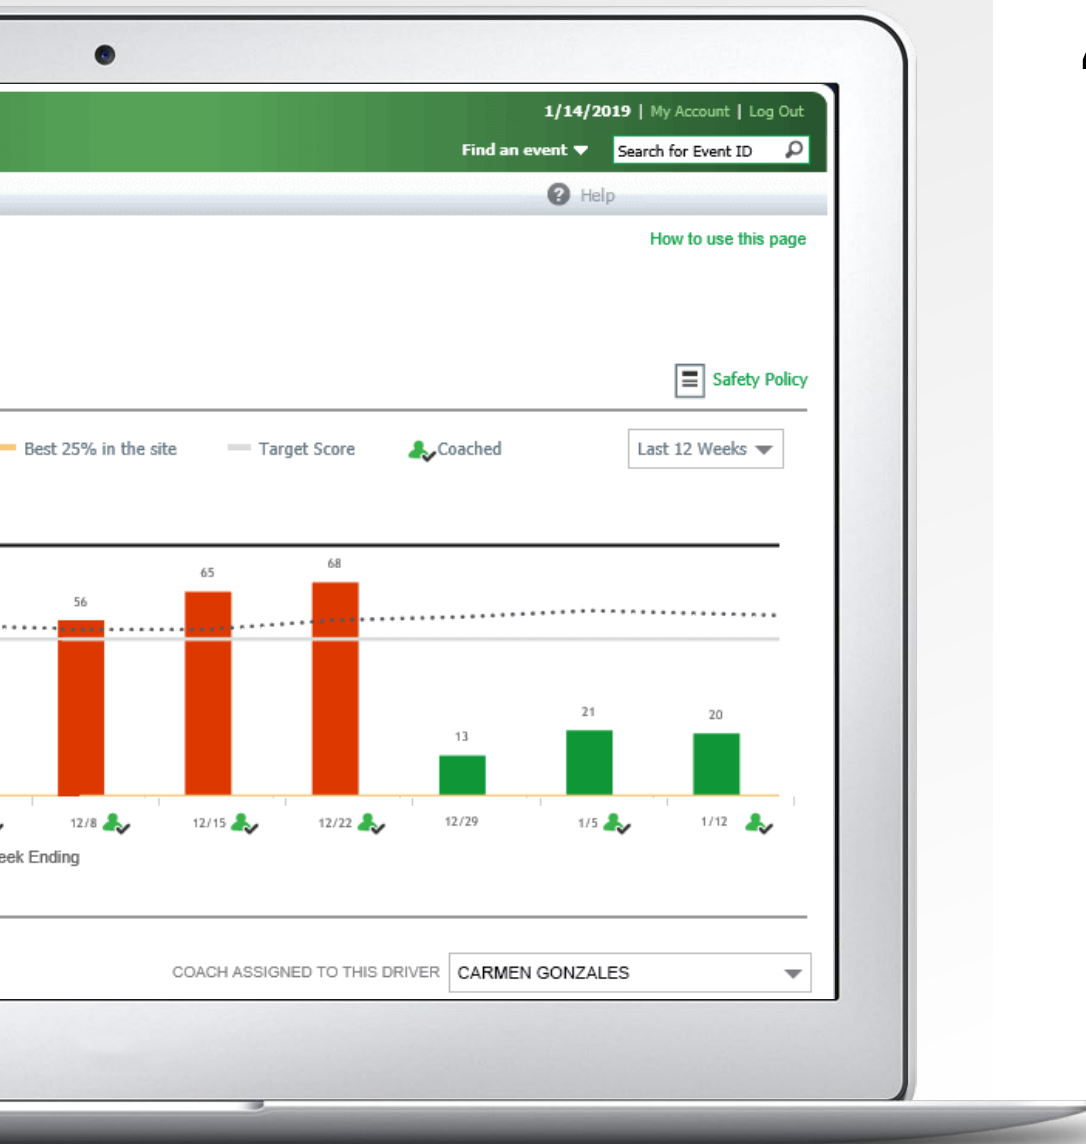 1/14/2019 | My Account | Log Out
Find an event
Search for Event ID
Help
How to use this page
Safety Policy
Best 25% in the site
Target Score
Coached
Last 12 Weeks
56
65
68
13
21
20
12/8
12/15
12/22
12/29
1/5
1/12
eek Ending
COACH ASSIGNED TO THIS DRIVER
CARMEN GONZALES